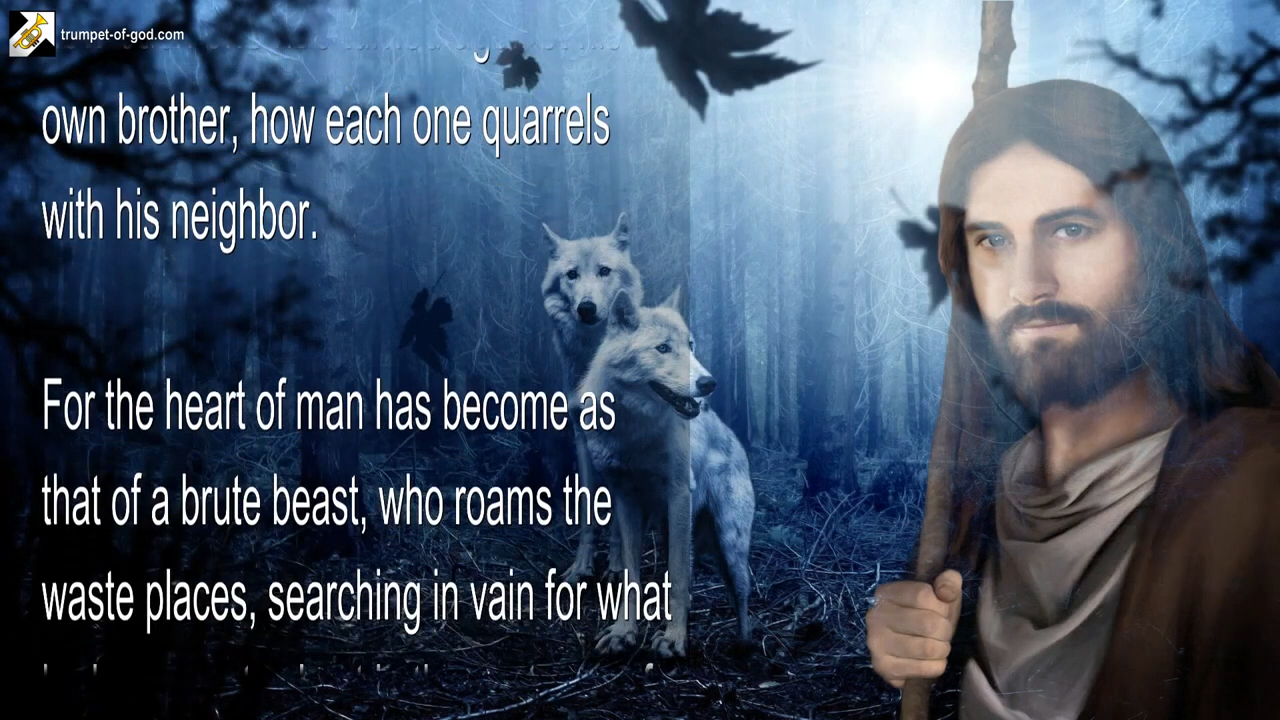 trumpet-of-god.com
own brother, how each one quarrels
with his neighbor.
For the heart of man has become as
that of a brute beast, who roams the
waste places, searching in vain for what